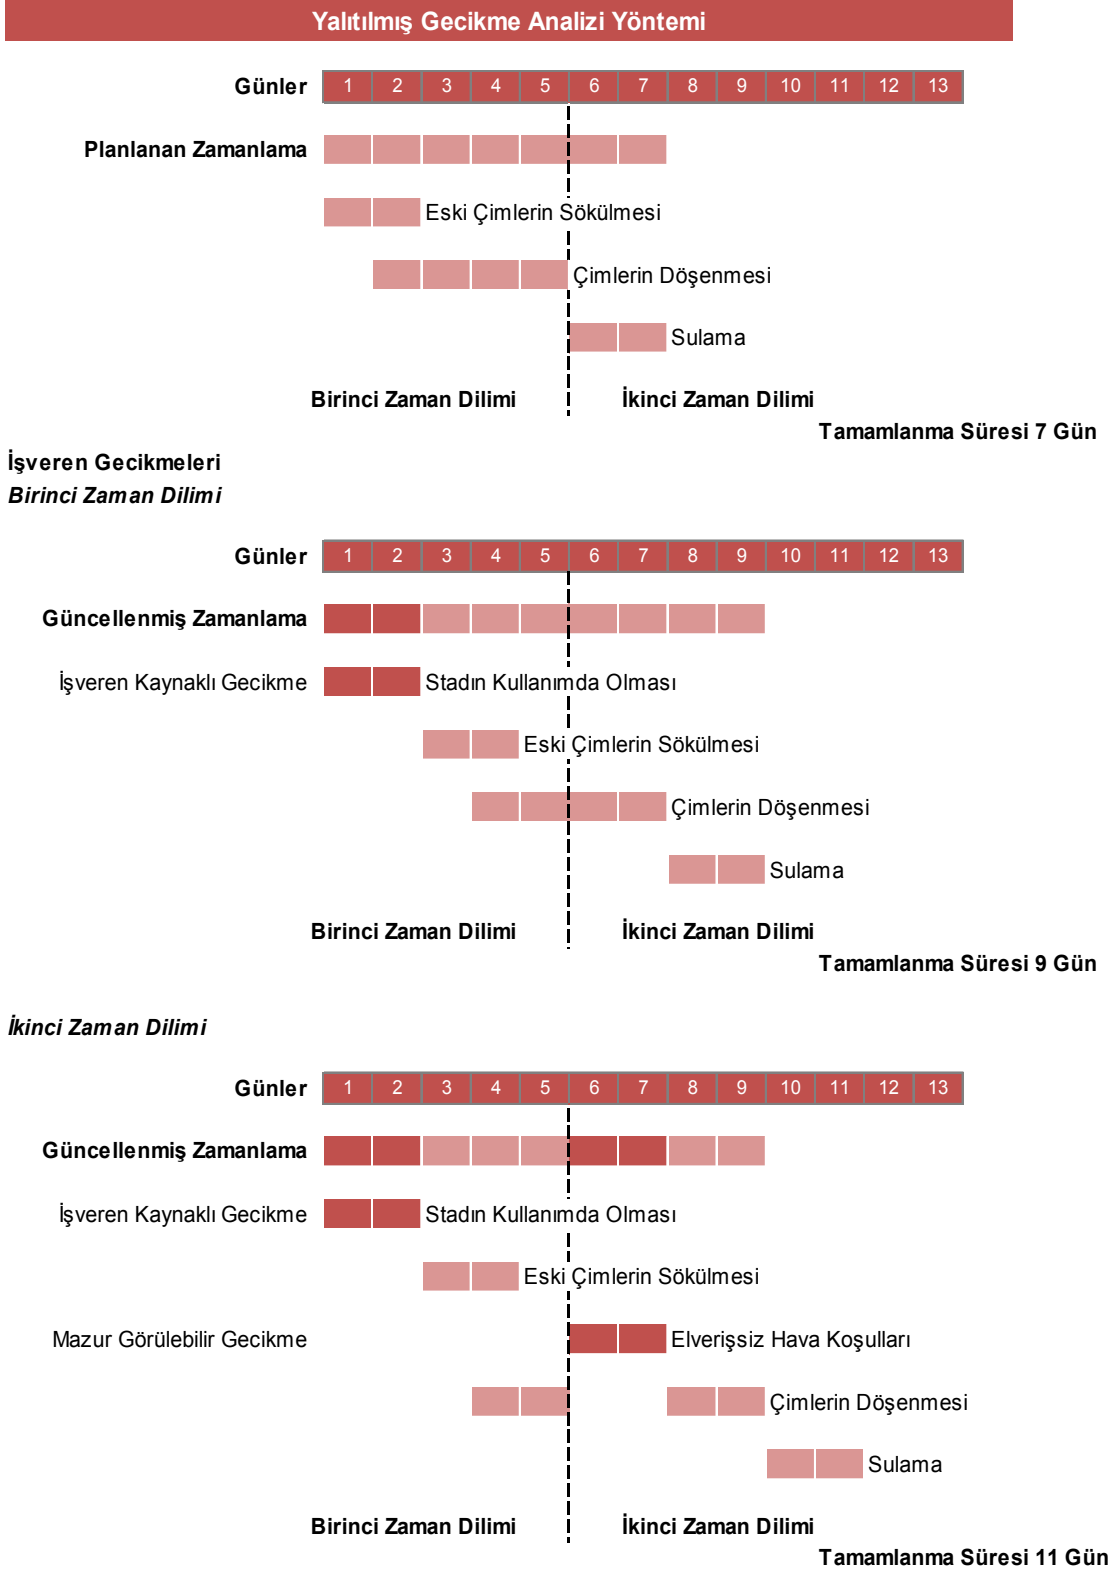 Yalıtılmış Gecikme Analizi Yöntemi
Günler 1 2 3 4 5 6 7 8 9 10 11 12 13
Planlanan Zamanlama
Eski Çimlerin Sökülmesi
Çimlerin Döşenmesi
Sulama
Birinci Zaman Dilimi İkinci Zaman Dilimi
Tamamlanma Süresi 7 Gün
İşveren Gecikmeleri
Birinci Zaman Dilimi
Günler 1 2 3 4 5 6 7 8 9 10 11 12 13
Güncellenmiş Zamanlama
İşveren Kaynaklı Gecikme Stadın Kullanımda Olması
Eski Çimlerin Sökülmesi
Çimlerin Döşenmesi
Sulama
Birinci Zaman Dilimi İkinci Zaman Dilimi
Tamamlanma Süresi 9 Gün
İkinci Zaman Dilimi
Günler 1 2 3 4 5 6 7 8 9 10 11 12 13
Güncellenmiş Zamanlama
İşveren Kaynaklı Gecikme Stadın Kullanımda Olması
Eski Çimlerin Sökülmesi
Mazur Görülebilir Gecikme Elverişsiz Hava Koşulları
Çimlerin Döşenmesi
Sulama
Birinci Zaman Dilimi İkinci Zaman Dilimi
Tamamlanma Süresi 11 Gün